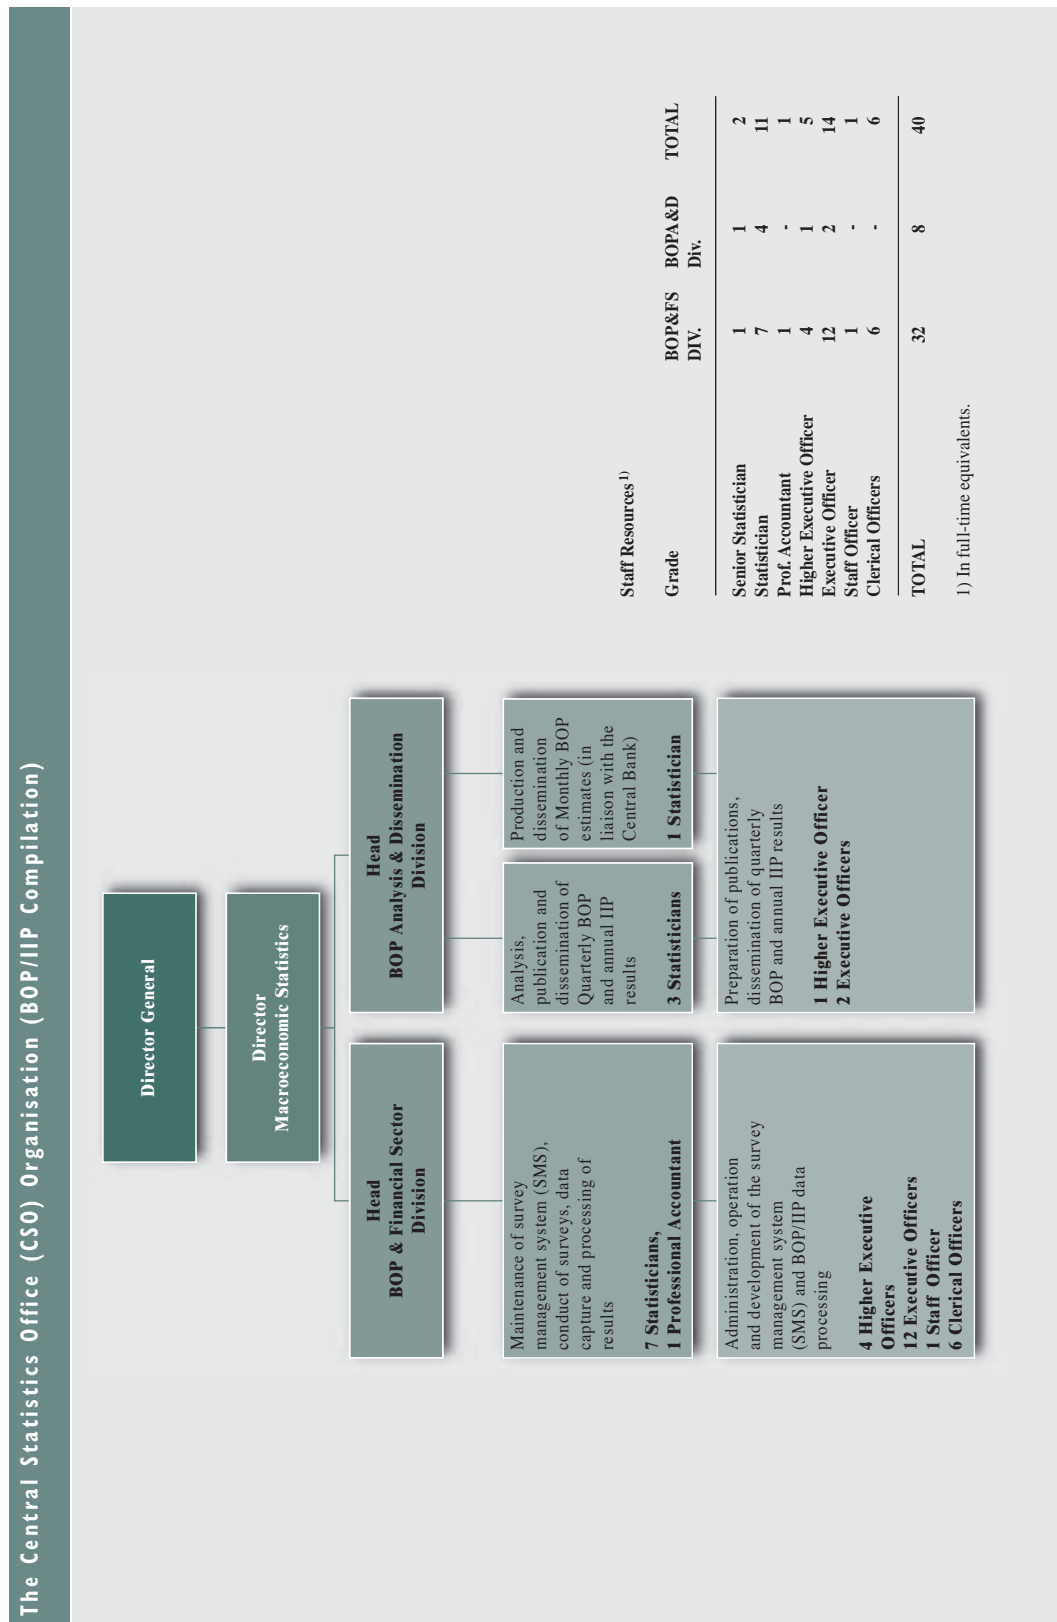 The Central Statistics Office (CSO) Organisation (BOP/IIP Compilation)
Director General
Director
Macroeconomic Statistics
Head
BOP & Financial Sector
Division
Head
BOP Analysis & Dissemination
Division
Maintenance of survey
management system (SMS),
conduct of surveys, data
capture and processing of
results
7 Statisticians,
1 Professional Accountant
Analysis,
publication and
dissemination of
Quarterly BOP
and annual IIP
results
3 Statisticians
Production and
dissemination
of Monthly BOP
estimates (in
liaison with the
Central Bank)
1 Statistician
Administration, operation
and development of the survey
management system
(SMS) and BOP/IIP data
processing
4 Higher Executive
Officers
12 Executive Officers
1 Staff Officer
6 Clerical Officers
Preparation of publications,
dissemination of quarterly
BOP and annual IIP results
1 Higher Executive Officer
2 Executive Officers
Staff Resources 1)
Grade BOP&FS BOPA&D TOTAL
DIV. Div.
Senior Statistician 1 1 2
Statistician 7 4 11
Prof. Accountant 1 - 1
Higher Executive Officer 4 1 5
Executive Officer 12 2 14
Staff Officer 1 - 1
Clerical Officers 6 - 6
TOTAL 32 8 40
1) In full-time equivalents.